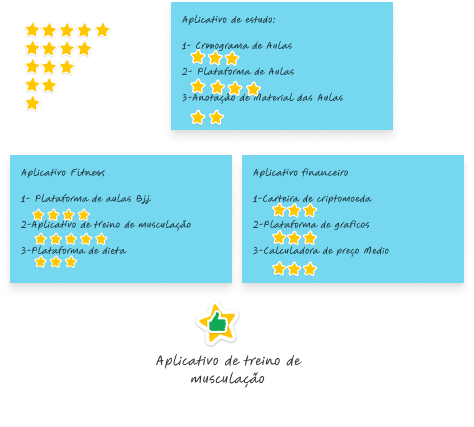 Aplicativo de estudo:
1- Cronograma de Aulas
2- Plataforma de Aulas
3-Anotação de Material das Aulas
Aplicativo Fitness
1- Plataforma de aulas Bjj
2-Aplicativo de treino de musculação
3-Plataforma de dieta
Aplicativo financeiro
1-Carteira de criptomoeda
2-Plataforma de graficos
3-Calculadora de preço Medio
Aplicativo de treino de
musculação